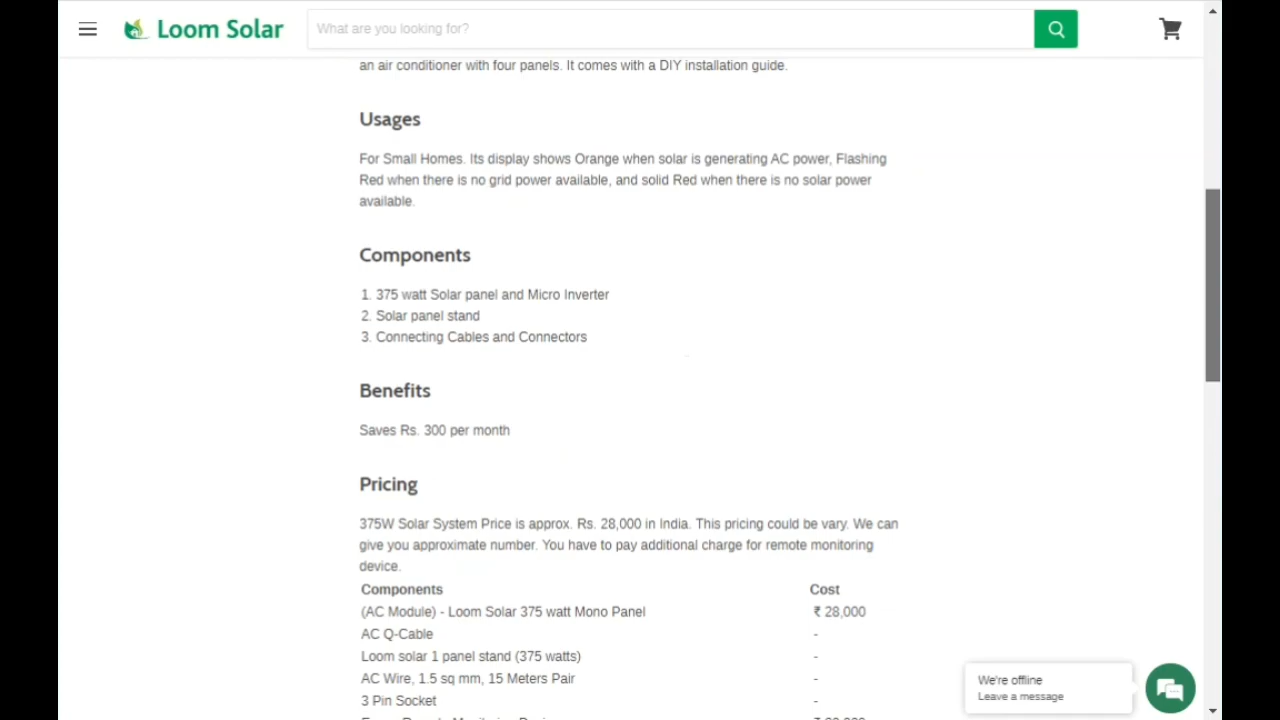 Loom Solar
What are you looking for?
an air conditioner with four panels. It comes with a DIY installation guide.
Usages
For Small Homes. Its display shows Orange when solar is generating AC power, Flashing
Red when there is no grid power available, and solid Red when there is no solar power
available.
Components
1. 375 watt Solar panel and Micro Inverter
2. Solar panel stand
3. Connecting Cables and Connectors
Benefits
Saves Rs. 300 per month
Pricing
375W Solar System Price is approx. Rs. 28,000 in India. This pricing could be vary. We can
give you approximate number. You have to pay additional charge for remote monitoring
device.
Components Cost
(AC Module) - Loom Solar 375 watt Mono Panel ₹ 28,000
AC Q-Cable -
Loom solar 1 panel stand (375 watts) -
AC Wire, 1.5 sq mm, 15 Meters Pair -
3 Pin Socket -
We're offline
Leave a message